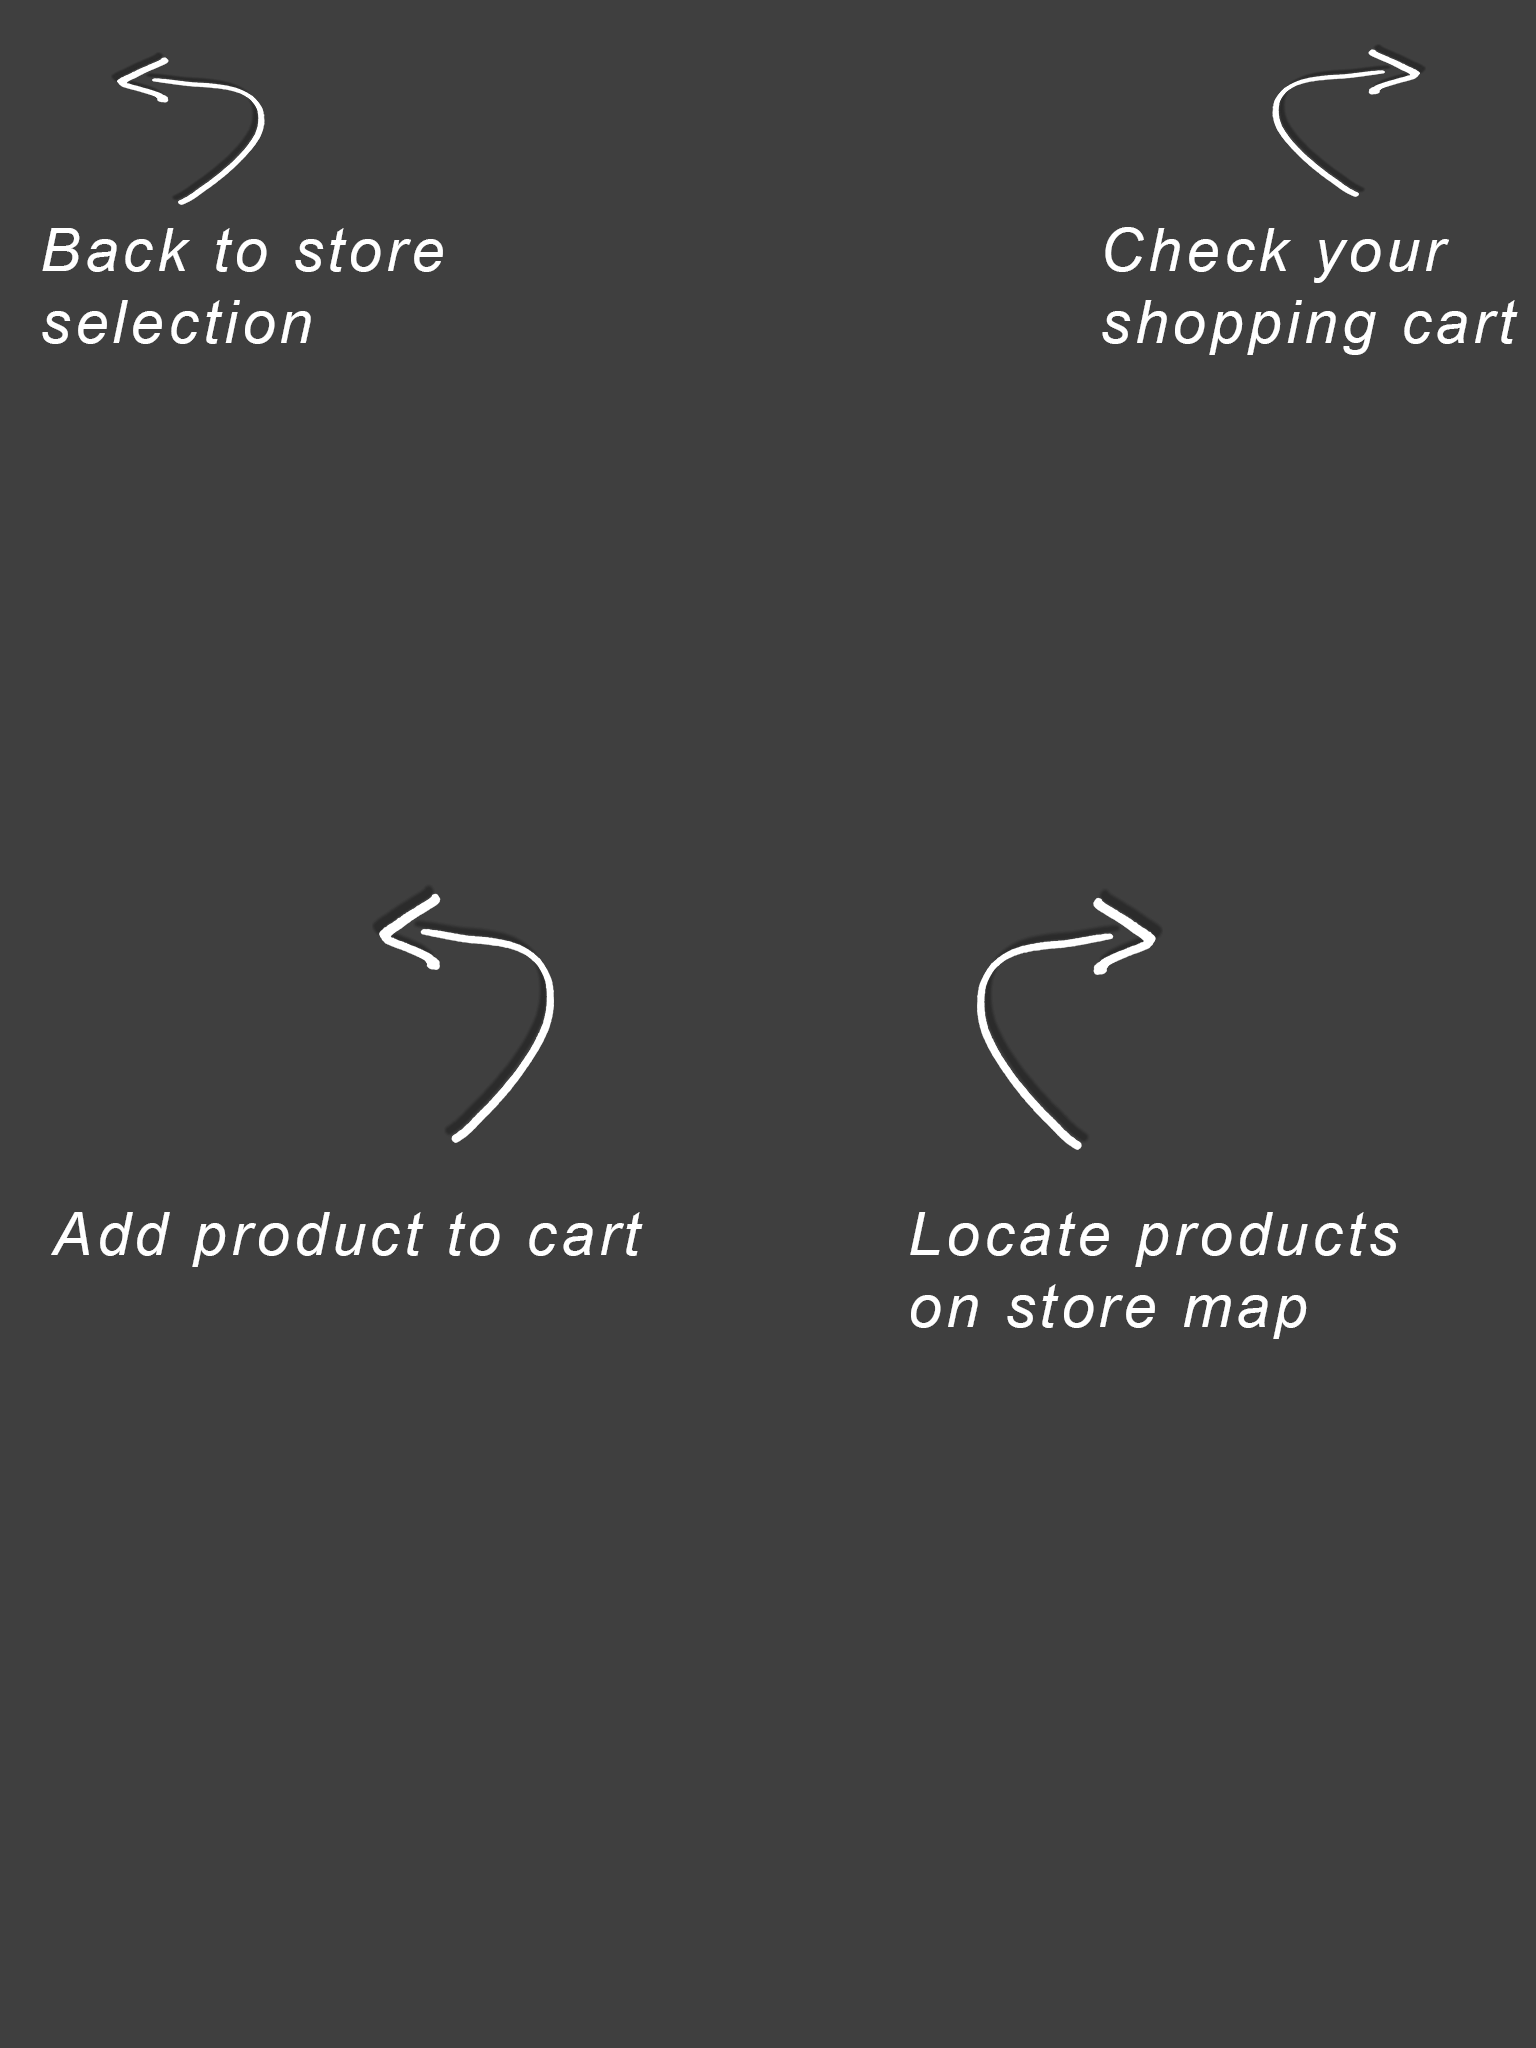 Back to store
selection
Check your
shopping cart
Add product to cart
Locate products
on store map